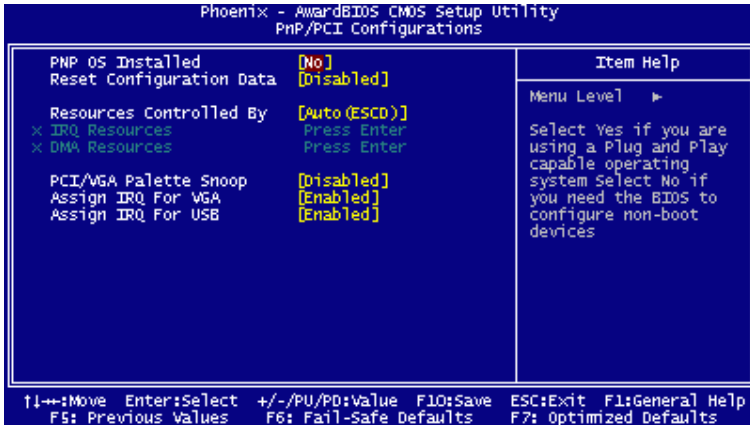 Phoenix - AwardBIOS CMOS Setup Utility
PnP/PCI Configurations
PNP OS Installed [No]
Reset Configuration Data [Disabled]
Resources Controlled By [Auto(ESCD)]
x IRQ Resources Press Enter
x DMA Resources Press Enter
PCI/VGA Palette Snoop [Disabled]
Assign IRQ For VGA [Enabled]
Assign IRQ For USB [Enabled]
Item Help
Menu Level ►
Select Yes if you are
using a Plug and Play
capable operating
system Select No if
you need the BIOS to
configure non-boot
devices
↑↓→←:Move Enter:Select +/-/PU/PD:Value F10:Save ESC:Exit F1:General Help
F5: Previous Values F6: Fail-Safe Defaults F7: Optimized Defaults